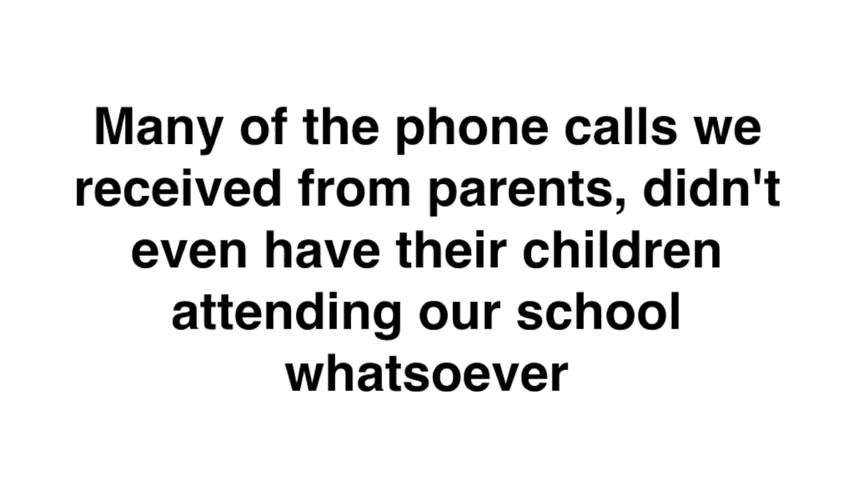 Many of the phone calls we
received from parents, didn't
even have their children
attending our school
whatsoever